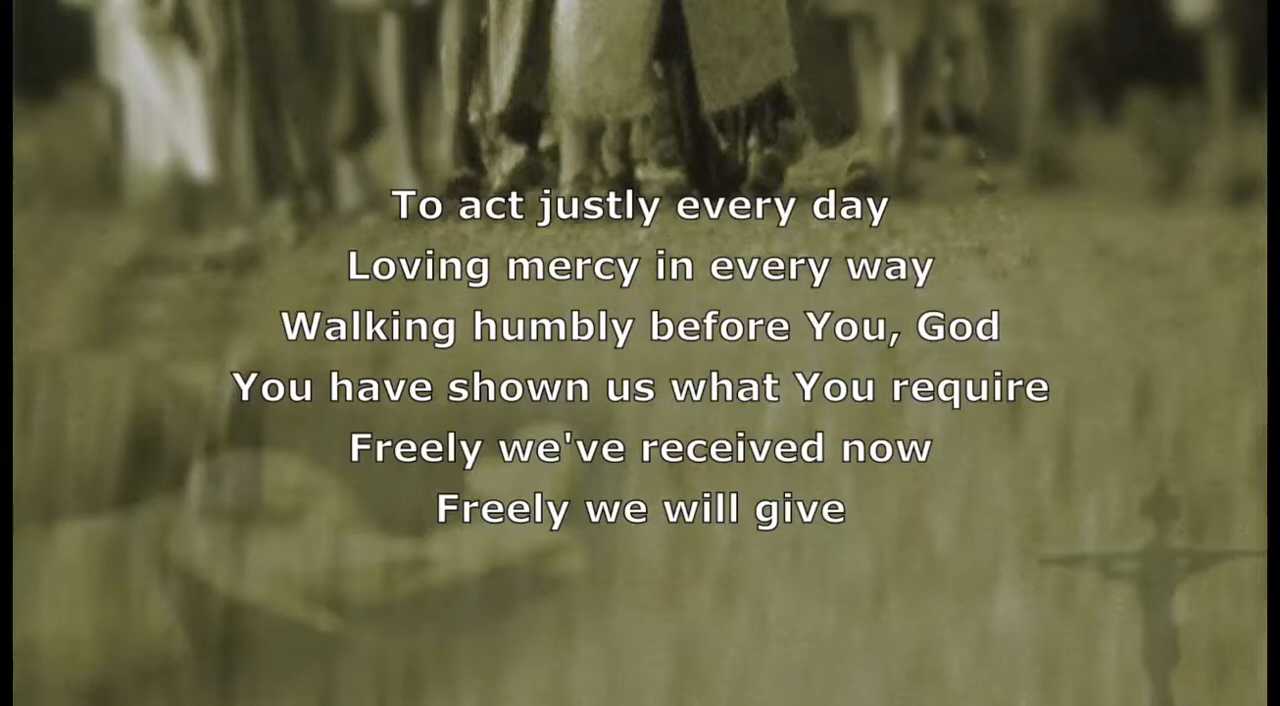 To act justly every day
Loving mercy in every way
Walking humbly before You, God
You have shown us what You require
Freely we've received now
Freely we will give